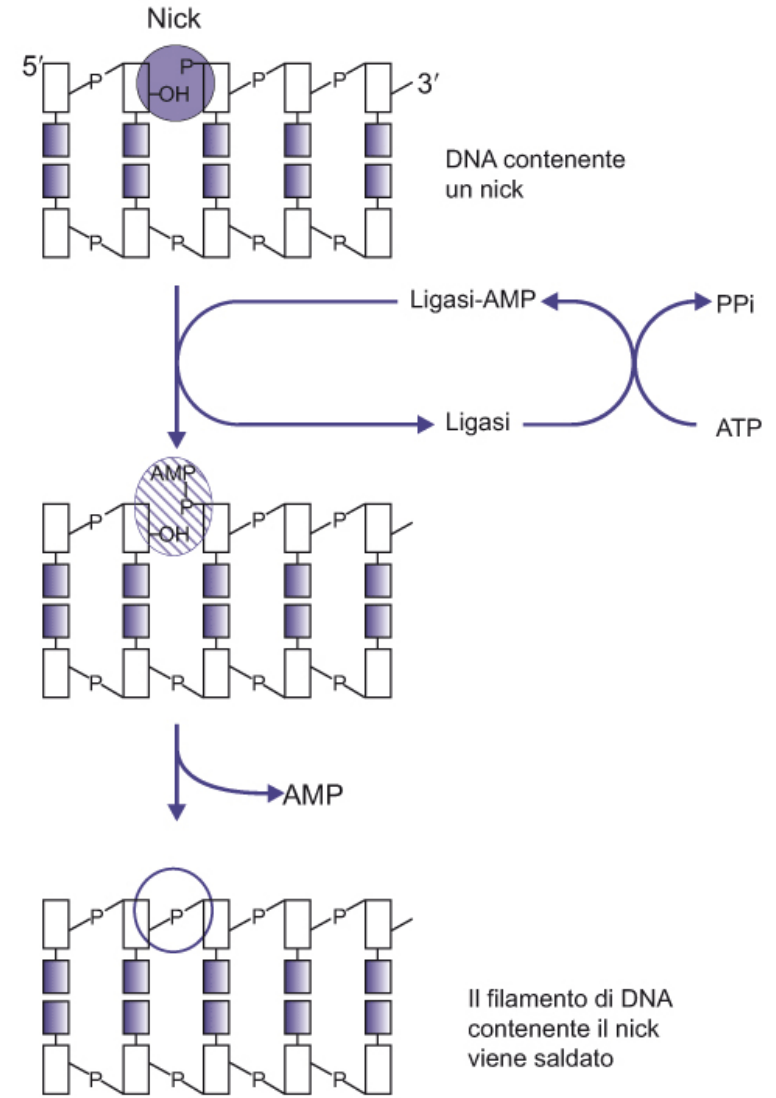 Nick
5′
P
P
P
3′
OH
DNA contenente
un nick
P
P
P
P
Ligasi-AMP
PPi
Ligasi
ATP
AMP
P
P
P
P
OH
P
P
P
P
AMP
P
P
P
P
Il filamento di DNA
contenente il nick
viene saldato
P
P
P
P